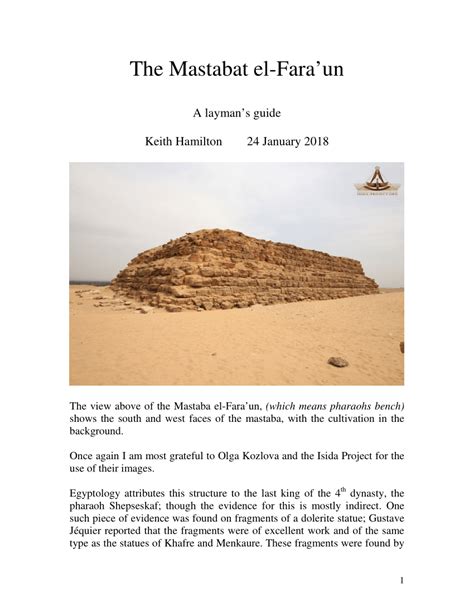 The Mastabat el-Fara’un
A layman’s guide
Keith Hamilton 24 January 2018
The view above of the Mastaba el-Fara’un, (which means pharaohs bench)
shows the south and west faces of the mastaba, with the cultivation in the
background.
Once again I am most grateful to Olga Kozlova and the Isida Project for the
use of their images.
Egyptology attributes this structure to the last king of the 4th dynasty, the
pharaoh Shepseskaf; though the evidence for this is mostly indirect. One
such piece of evidence was found on fragments of a dolerite statue; Gustave
Jéquier reported that the fragments were of excellent work and of the same
type as the statues of Khafre and Menkaure. These fragments were found by
1